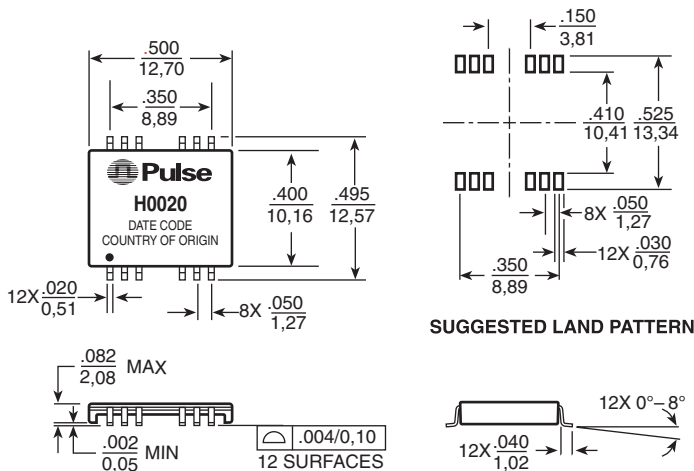 .500
12,70
.350
8,89
Pulse
H0020
DATE CODE
COUNTRY OF ORIGIN
.400
10,16
.495
12,57
12X .020
0,51
8X .050
1,27
.150
3,81
.410
10,41
.525
13,34
8X .050
1,27
12X .030
0,76
.350
8,89
SUGGESTED LAND PATTERN
.082
2,08
MAX
.002
0.05
MIN
.004/0,10
12 SURFACES
12X 0°–8°
12X .040
1,02